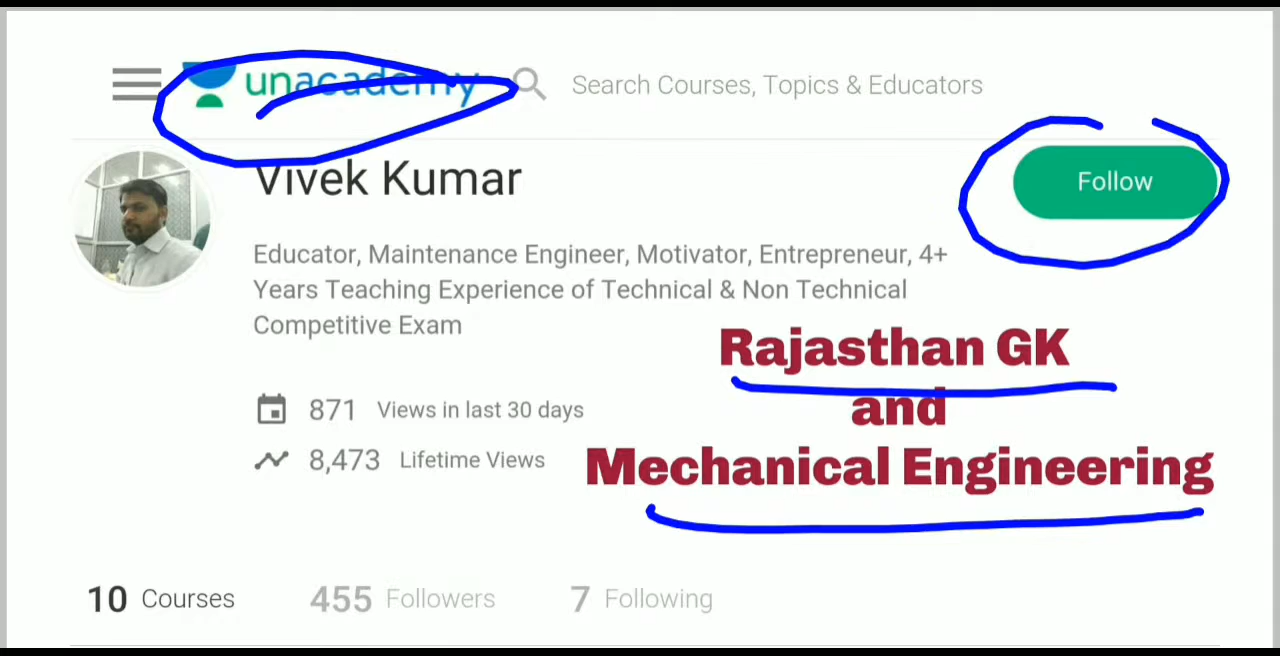 unacademy
Search Courses, Topics & Educators
Vivek Kumar
Follow
Educator, Maintenance Engineer, Motivator, Entrepreneur, 4+
Years Teaching Experience of Technical & Non Technical
Competitive Exam
Rajasthan GK
and
Mechanical Engineering
871 Views in last 30 days
8,473 Lifetime Views
10 Courses 455 Followers 7 Following